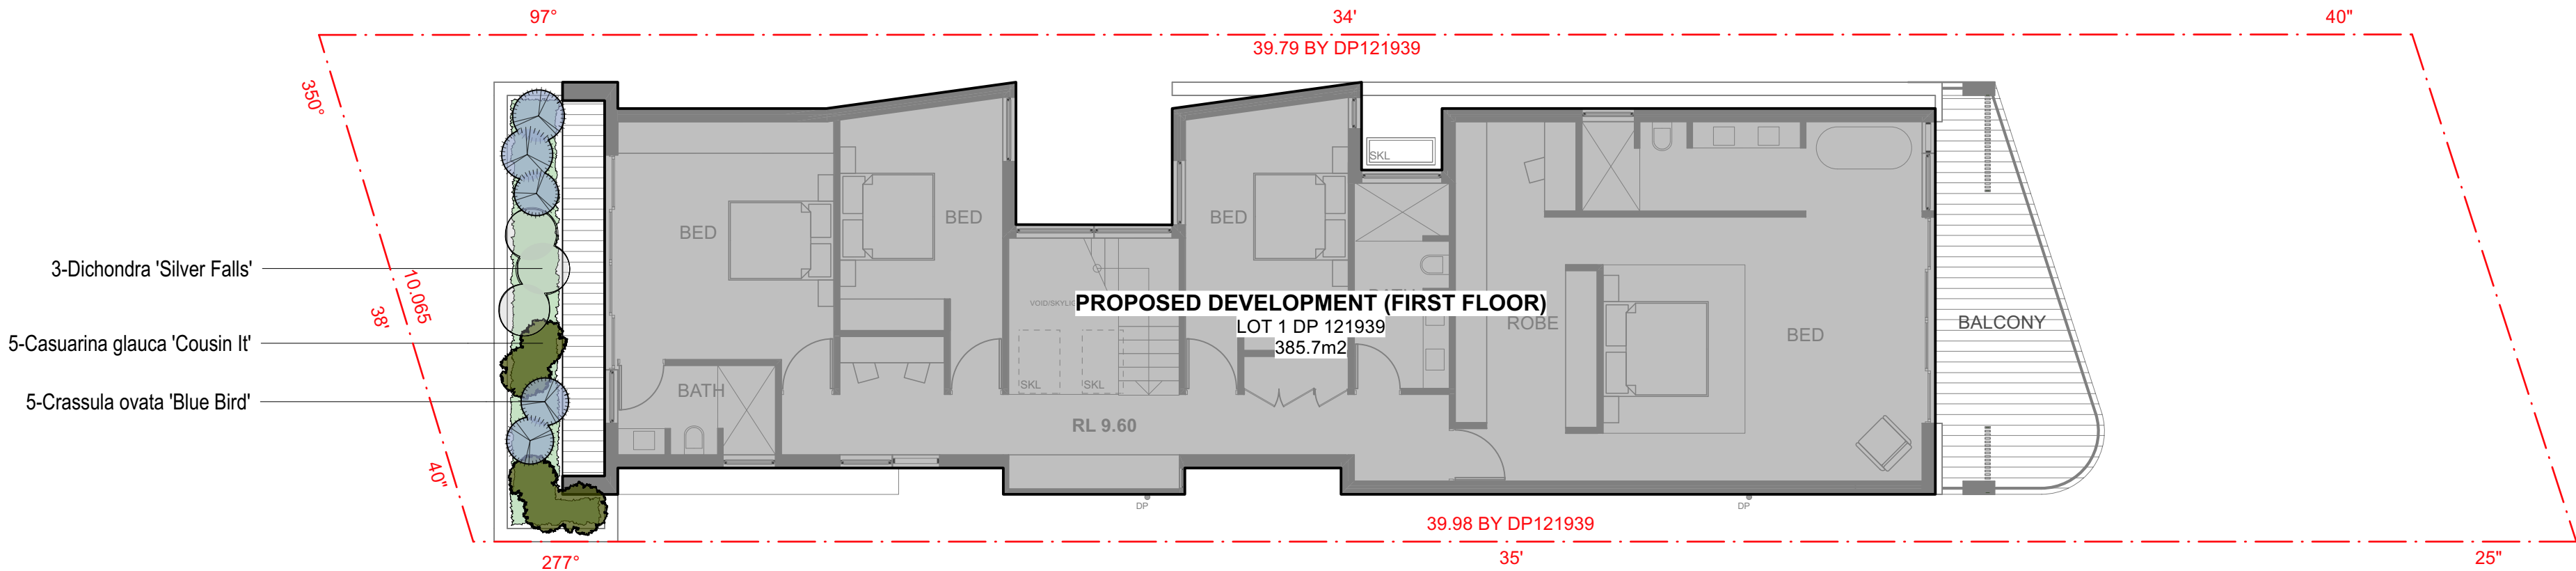 97°
34'
40"
39.79 BY DP121939
350°
10.065
38'
40"
SKL
BED
BED
BED
3-Dichondra 'Silver Falls'
5-Casuarina glauca 'Cousin It'
5-Crassula ovata 'Blue Bird'
PROPOSED DEVELOPMENT (FIRST FLOOR)
LOT 1 DP 121939
385.7m2
ROBE
BED
BALCONY
BATH
SKL
SKL
RL 9.60
DP
DP
39.98 BY DP121939
277°
35'
25"